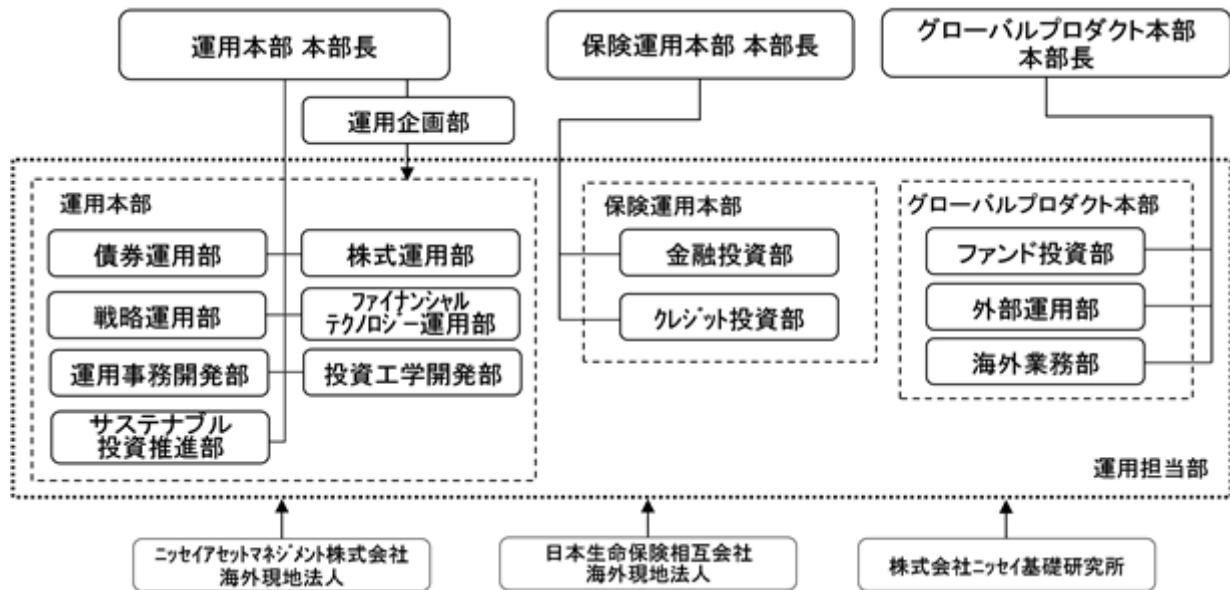 運用本部 本部長
保険運用本部 本部長
グローバルプロダクト本部
本部長
運用企画部
運用本部
債券運用部
株式運用部
戦略運用部
ファイナンシャル
テクノロジー運用部
運用事務開発部
投資工学開発部
サステナブル
投資推進部
保険運用本部
金融投資部
クレジット投資部
グローバルプロダクト本部
ファンド投資部
外部運用部
海外業務部
運用担当部
ニッセイアセットマネジメント株式会社
海外現地法人
日本生命保険相互会社
海外現地法人
株式会社ニッセイ基礎研究所